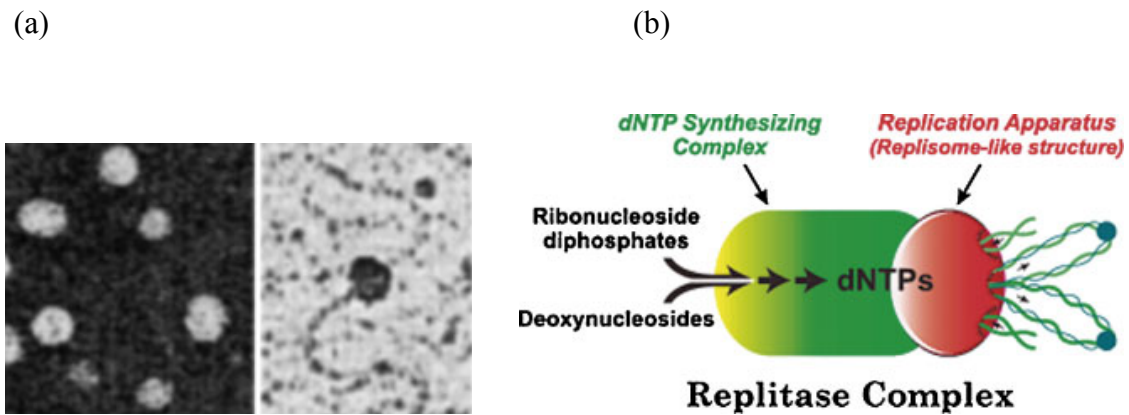 (a)
(b)
dNTP Synthesizing
Complex
Replication Apparatus
(Replisome-like structure)
Ribonucleoside
diphosphates
dNTPs
Deoxynucleosides
Replitase Complex